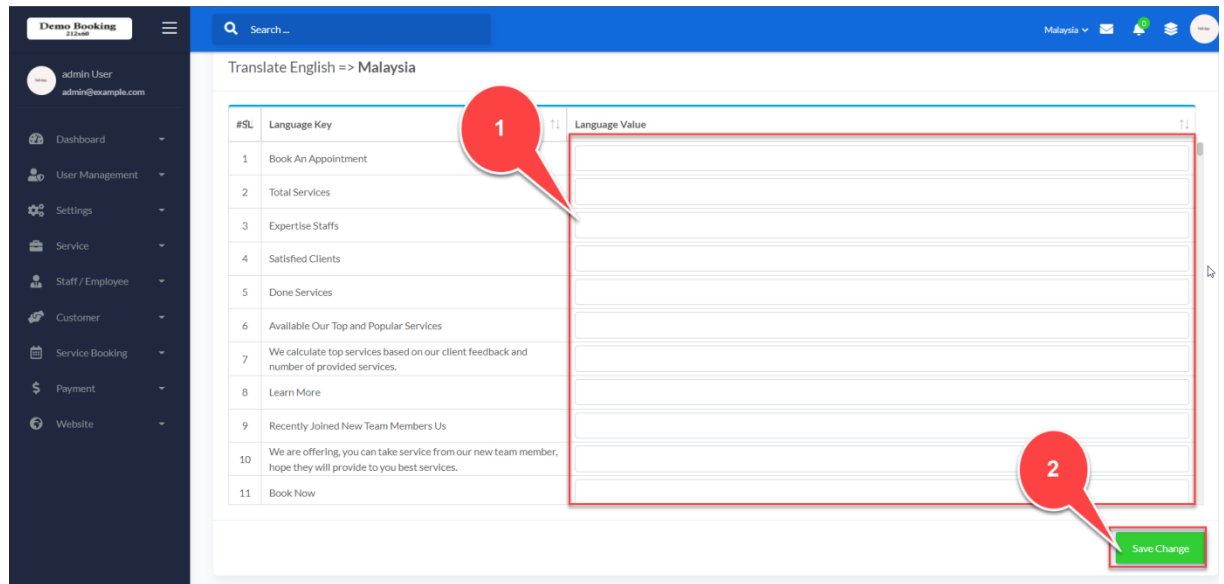 Demo Booking
212x60
Search ...
Malaysia
0
admin User
admin@example.com
Dashboard
User Management
Settings
Service
Staff / Employee
Customer
Service Booking
Payment
Website
Translate English => Malaysia
#SL Language Key Language Value
1 Book An Appointment
2 Total Services
3 Expertise Staffs
4 Satisfied Clients
5 Done Services
6 Available Our Top and Popular Services
7 We calculate top services based on our client feedback and
number of provided services.
8 Learn More
9 Recently Joined New Team Members Us
10 We are offering, you can take service from our new team member,
hope they will provide to you best services.
11 Book Now
1
2
Save Change